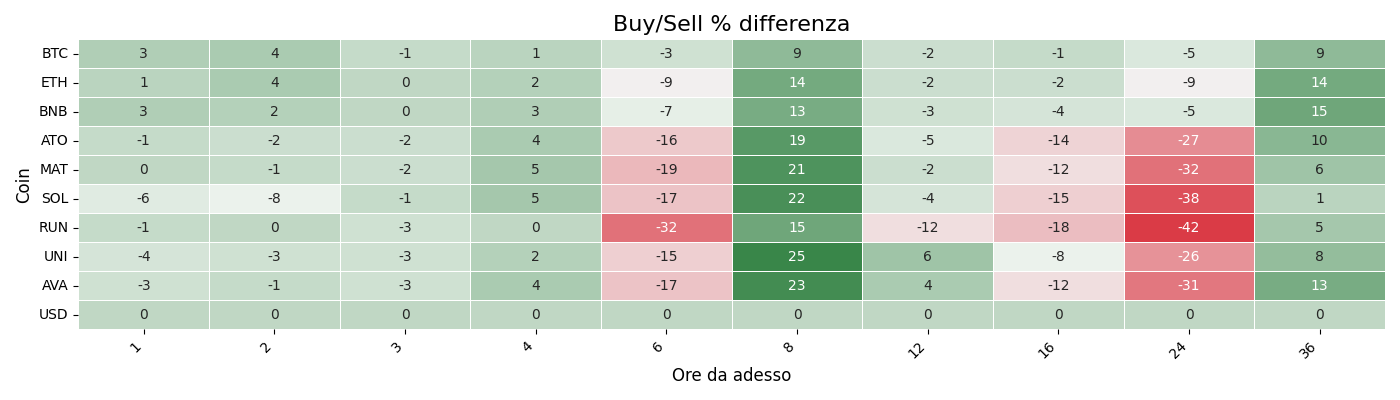 Buy/Sell % differenza
Coin
BTC 3 4 -1 1 -3 9 -2 -1 -5 9
ETH 1 4 0 2 -9 14 -2 -2 -9 14
BNB 3 2 0 3 -7 13 -3 -4 -5 15
ATO -1 -2 -2 4 -16 19 -5 -14 -27 10
MAT 0 -1 -2 5 -19 21 -2 -12 -32 6
SOL -6 -8 -1 5 -17 22 -4 -15 -38 1
RUN -1 0 -3 0 -32 15 -12 -18 -42 5
UNI -4 -3 -3 2 -15 25 6 -8 -26 8
AVA -3 -1 -3 4 -17 23 4 -12 -31 13
USD 0 0 0 0 0 0 0 0 0 0
1 2 3 4 6 8 12 16 24 36
Ore da adesso